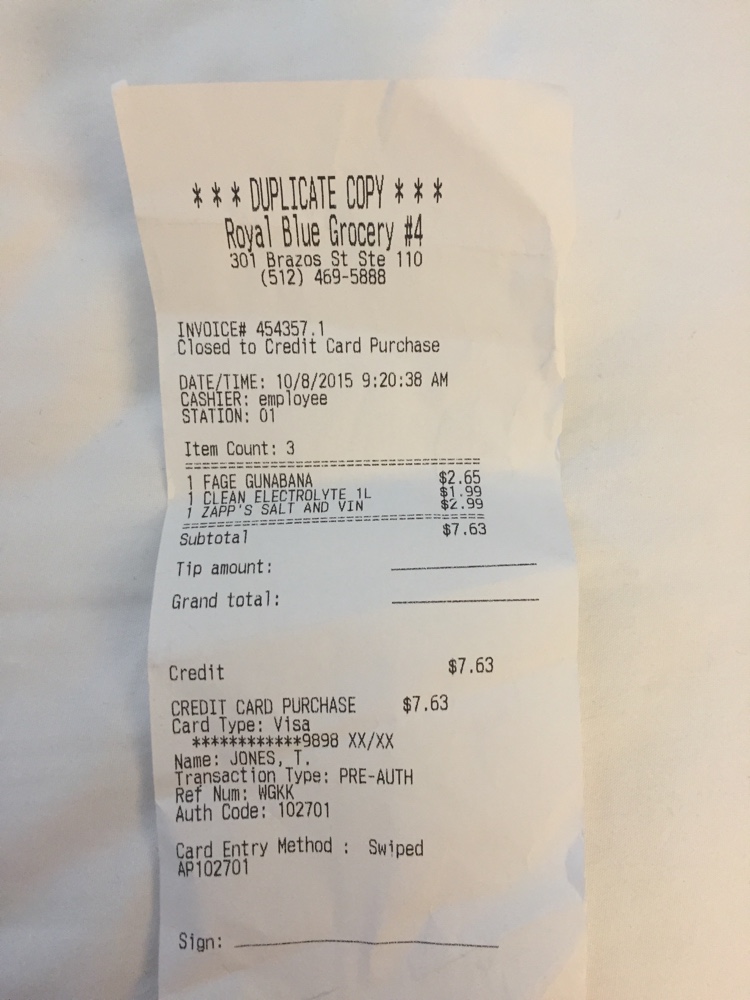 * * * DUPLICATE COPY * * *
Royal Blue Grocery #4
301 Brazos St Ste 110
(512) 469-5888
INVOICE# 454357.1
Closed to Credit Card Purchase
DATE/TIME: 10/8/2015 9:20:38 AM
CASHIER: employee
STATION: 01
Item Count: 3
==========================================
1 FAGE GUNABANA $2.65
1 CLEAN ELECTROLYTE 1L $1.99
1 ZAPP'S SALT AND VIN $2.99
==========================================
Subtotal $7.63
Tip amount: ____________
Grand total: ____________
Credit $7.63
CREDIT CARD PURCHASE $7.63
Card Type: Visa
************9898 XX/XX
Name: JONES, T.
Transaction Type: PRE-AUTH
Ref Num: WGKK
Auth Code: 102701
Card Entry Method : Swiped
AP102701
Sign: ____________________